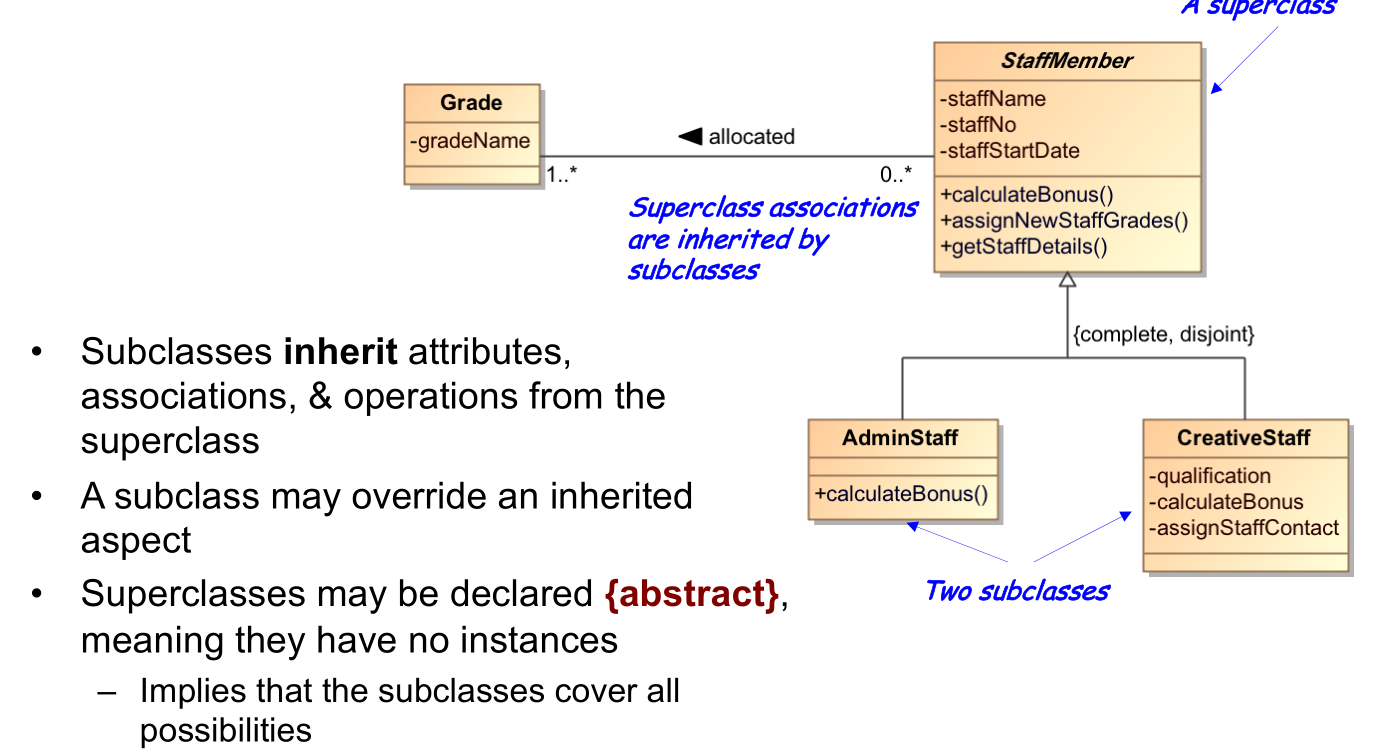 A superclass
StaffMember
-staffName
-staffNo
-staffStartDate
+calculateBonus()
+assignNewStaffGrades()
+getStaffDetails()
Grade
-gradeName
◀ allocated
1..*
0..*
Superclass associations
are inherited by
subclasses
{complete, disjoint}
AdminStaff
+calculateBonus()
CreativeStaff
-qualification
-calculateBonus
-assignStaffContact
Two subclasses
• Subclasses inherit attributes,
associations, & operations from the
superclass
• A subclass may override an inherited
aspect
• Superclasses may be declared {abstract},
meaning they have no instances
– Implies that the subclasses cover all
possibilities